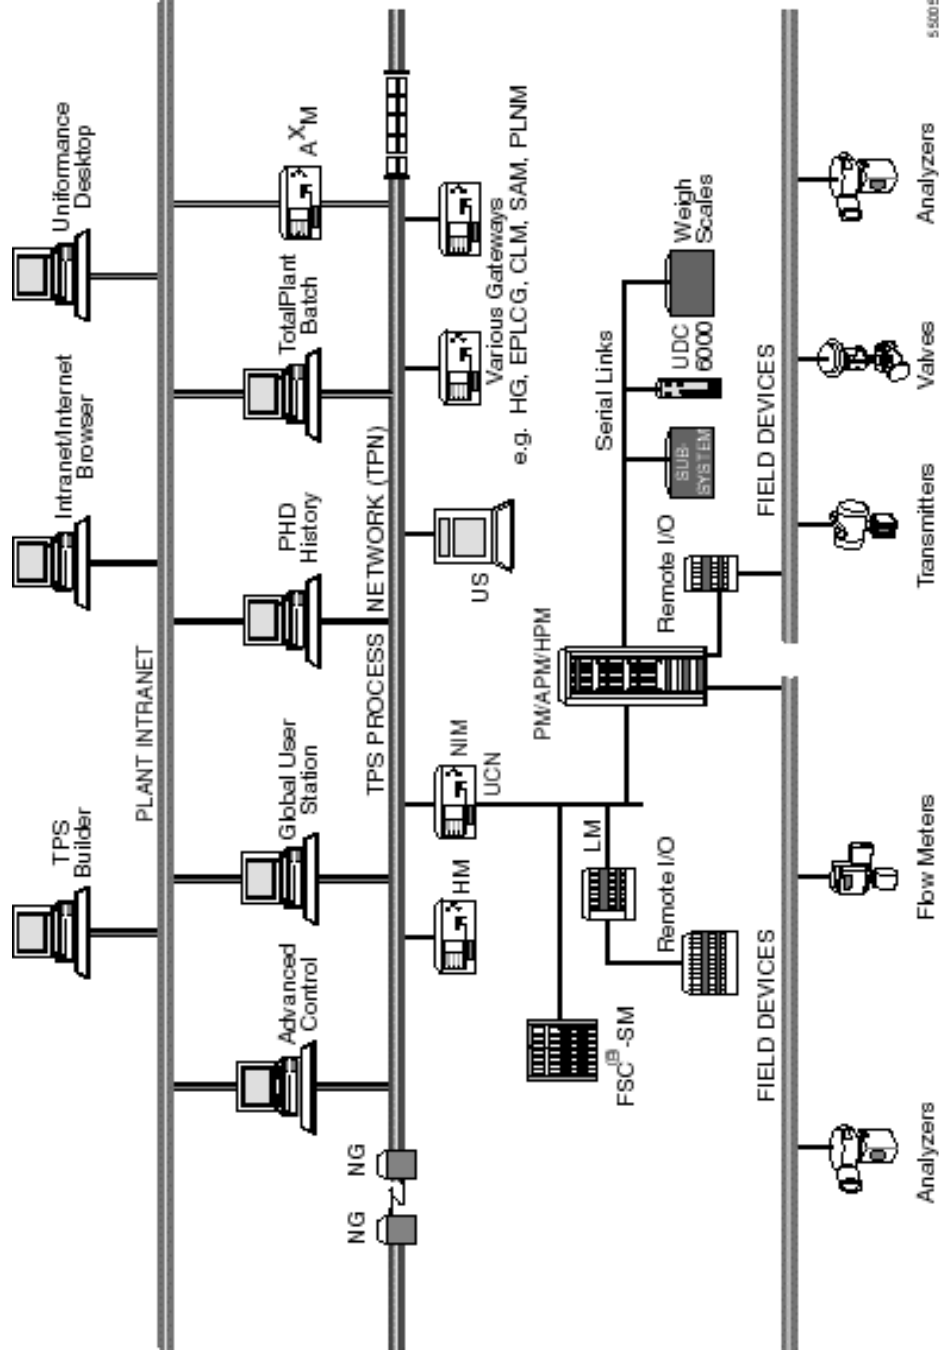 TPS
Builder
Intranet/Internet
Browser
Uniformance
Desktop
PLANT INTRANET
Advanced
Control
Global User
Station
PHD
History
TotalPlant
Batch
AXM
NG
NG
TPS PROCESS NETWORK (TPN)
HM
NIM
UCN
US
Various Gateways
e.g. HG, EPLCG, CLM, SAM, PLNM
PM/APM/HPM
LM
Serial Links
FSC®-SM
Remote I/O
Remote I/O
SUB-
SYSTEM
UDC
6000
Weigh
Scales
FIELD DEVICES
FIELD DEVICES
Analyzers
Flow Meters
Transmitters
Valves
Analyzers